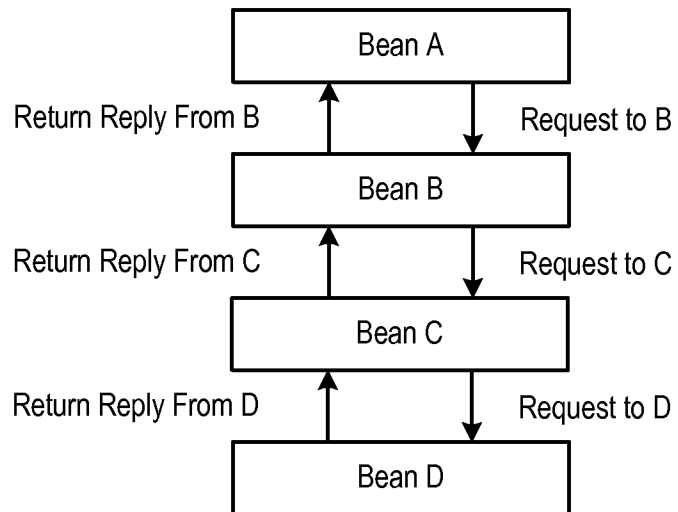 Bean A
Return Reply From B
Request to B
Bean B
Return Reply From C
Request to C
Bean C
Return Reply From D
Request to D
Bean D